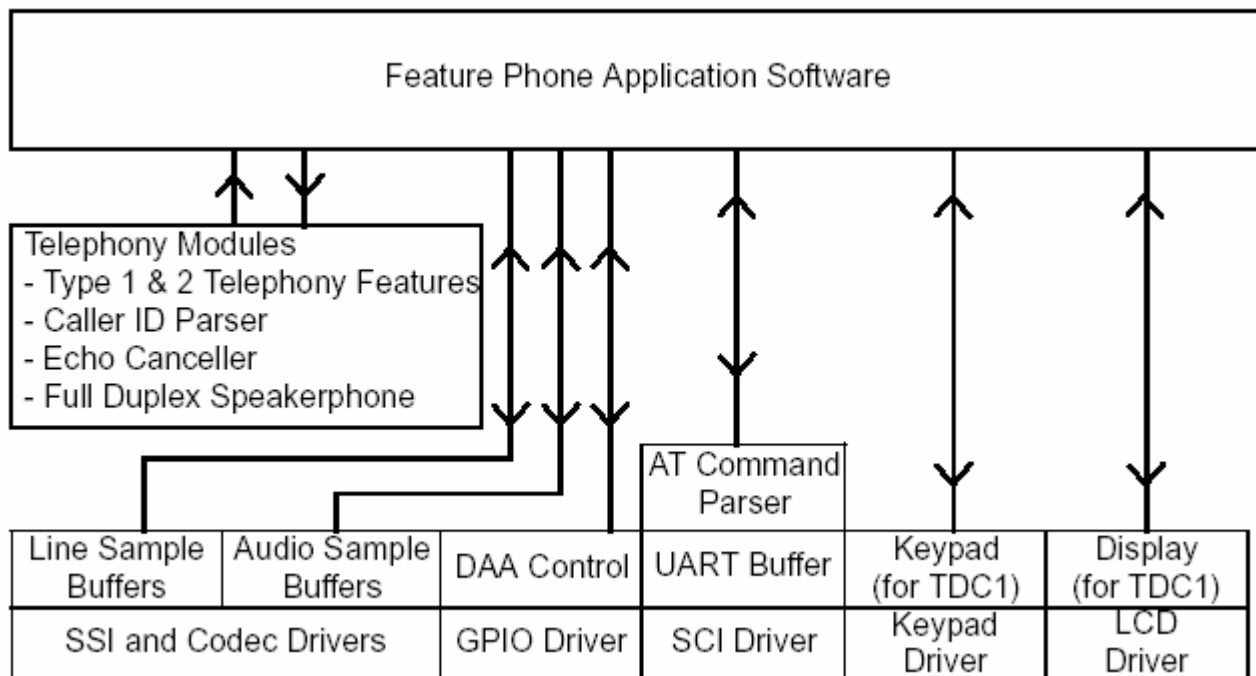 Feature Phone Application Software
Telephony Modules
- Type 1 & 2 Telephony Features
- Caller ID Parser
- Echo Canceller
- Full Duplex Speakerphone
AT Command
Parser
Line Sample
Buffers
Audio Sample
Buffers
DAA Control
UART Buffer
Keypad
(for TDC1)
Display
(for TDC1)
SSI and Codec Drivers
GPIO Driver
SCI Driver
Keypad
Driver
LCD
Driver